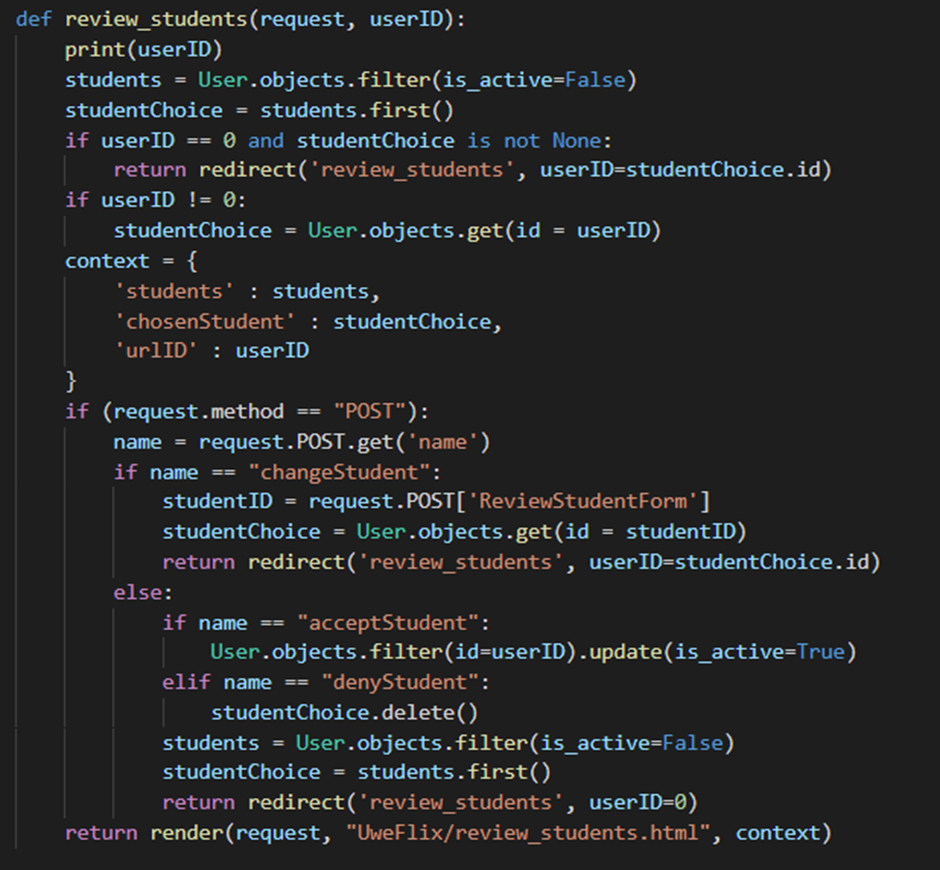 def review_students(request, userID):
    print(userID)
    students = User.objects.filter(is_active=False)
    studentChoice = students.first()
    if userID == 0 and studentChoice is not None:
        return redirect('review_students', userID=studentChoice.id)
    if userID != 0:
        studentChoice = User.objects.get(id = userID)
    context = {
        'students' : students,
        'chosenStudent' : studentChoice,
        'urlID' : userID
    }
    if (request.method == "POST"):
        name = request.POST.get('name')
        if name == "changeStudent":
            studentID = request.POST['ReviewStudentForm']
            studentChoice = User.objects.get(id = studentID)
            return redirect('review_students', userID=studentChoice.id)
        else:
            if name == "acceptStudent":
                User.objects.filter(id=userID).update(is_active=True)
            elif name == "denyStudent":
                studentChoice.delete()
            students = User.objects.filter(is_active=False)
            studentChoice = students.first()
            return redirect('review_students', userID=0)
    return render(request, "UweFlix/review_students.html", context)